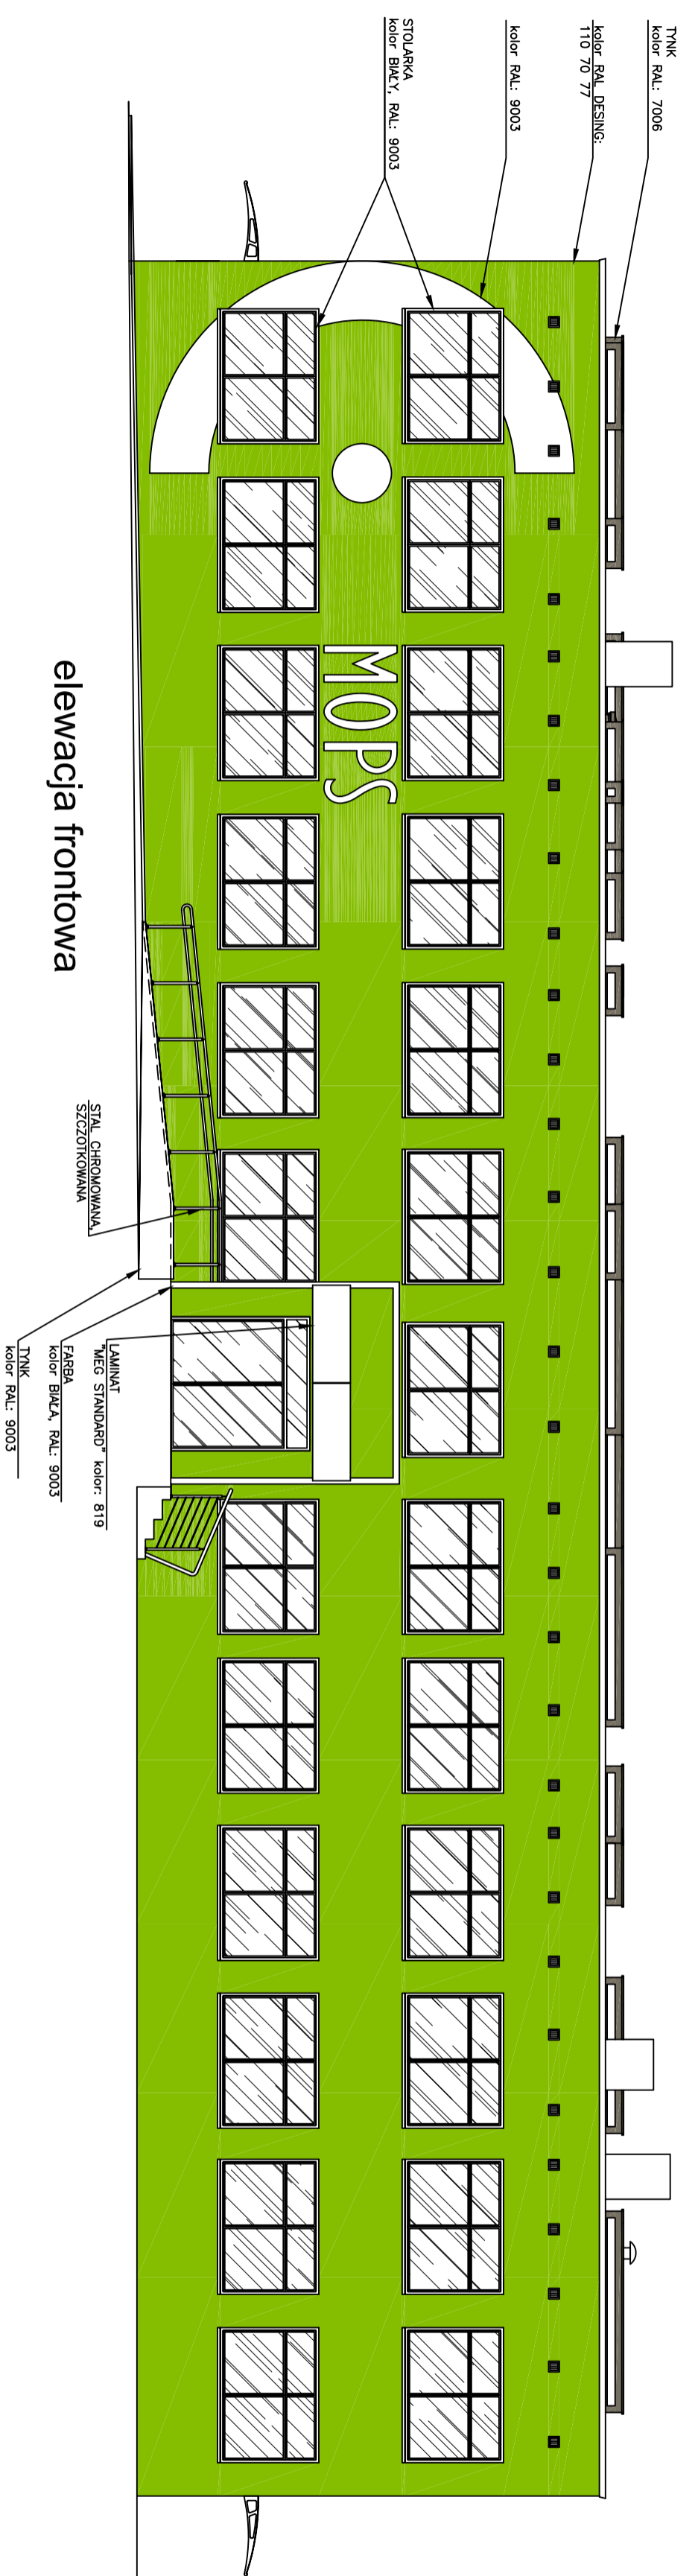 TYNK
kolor RAL: 7006
kolor RAL DESING:
110 70 77
kolor RAL: 9003
STOLARKA
kolor BIAŁY, RAL: 9003
MOPS
STAL CHROMOWANA,
SZCZOTKOWANA
LAMINAT
"MEG STANDARD" kolor: 819
FARBA
kolor BIAŁA, RAL: 9003
TYNK
kolor RAL: 9003
elewacja frontowa